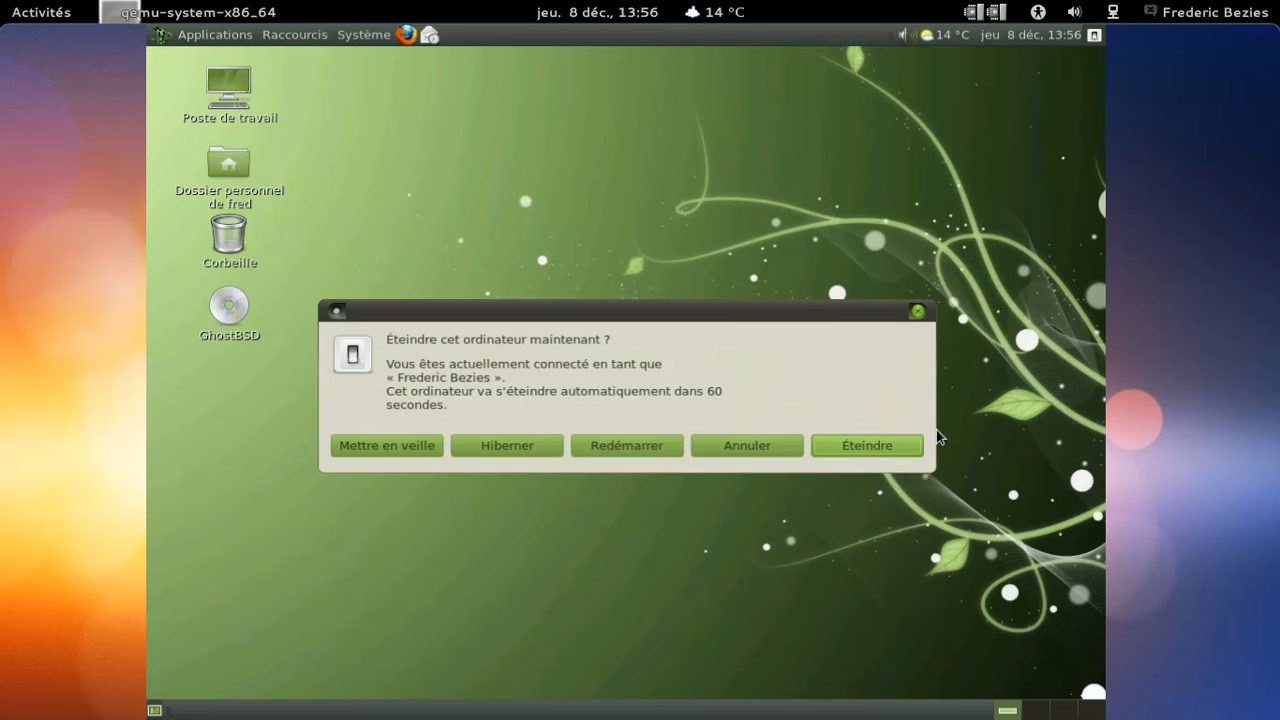 Activités
qemu-system-x86_64
jeu. 8 déc., 13:56
14 °C
Frederic Bezies
Applications Raccourcis Système
14 °C
jeu 8 déc, 13:56
Poste de travail
Dossier personnel
de fred
Corbeille
GhostBSD
Éteindre cet ordinateur maintenant ?
Vous êtes actuellement connecté en tant que
« Frederic Bezies ».
Cet ordinateur va s'éteindre automatiquement dans 60
secondes.
Mettre en veille
Hiberner
Redémarrer
Annuler
Éteindre